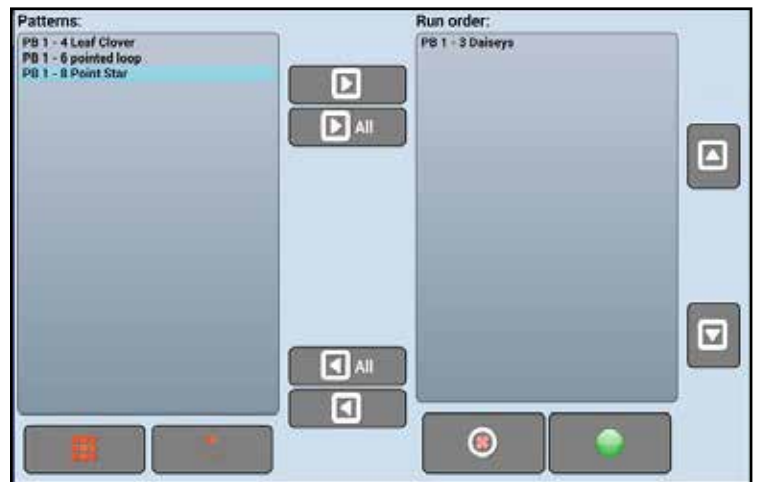 Patterns:
PB 1 - 4 Leaf Clover
PB 1 - 6 pointed loop
PB 1 - 8 Point Star
All
All
Run order:
PB 1 - 3 Daiseys